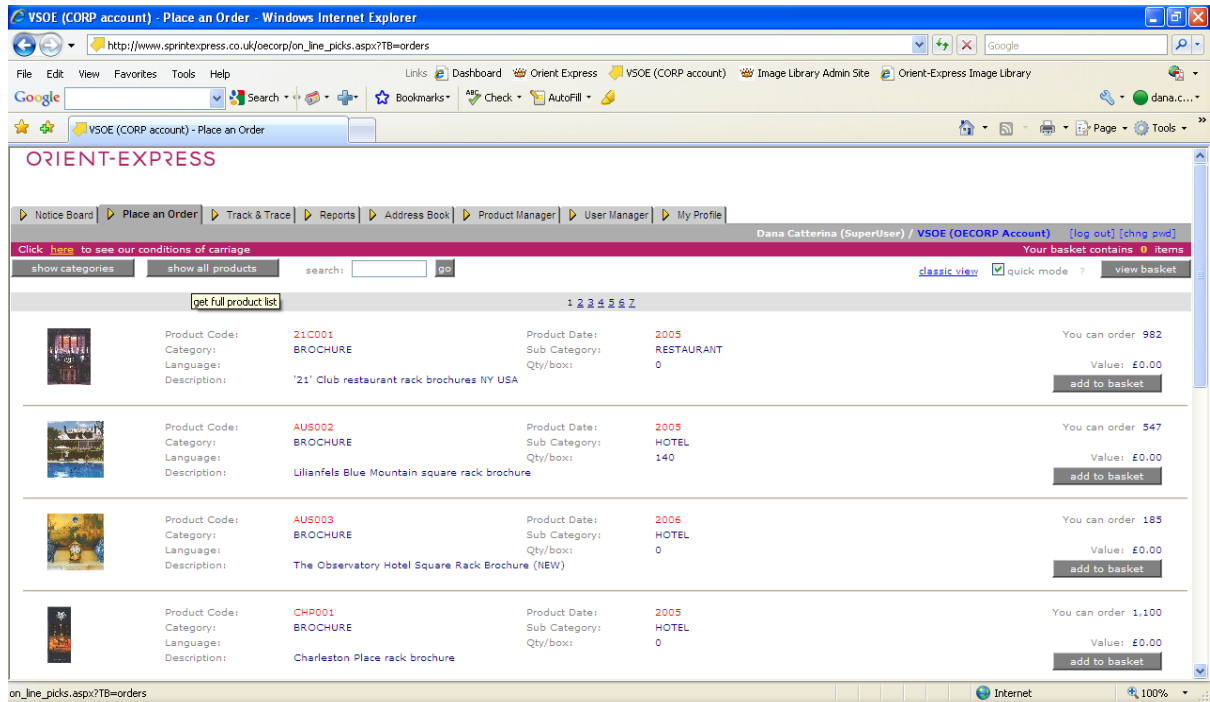 VSOE (CORP account) - Place an Order - Windows Internet Explorer
http://www.sprintexpress.co.uk/oecorp/on_line_picks.aspx?TB=orders
Google
File Edit View Favorites Tools Help
Links Dashboard Orient Express VSOE (CORP account) Image Library Admin Site Orient-Express Image Library
Google Search Bookmarks ABC Check AutoFill dana.c...
VSOE (CORP account) - Place an Order
Page Tools
ORIENT-EXPRESS
Notice Board Place an Order Track & Trace Reports Address Book Product Manager User Manager My Profile
Dana Catterina (SuperUser) / VSOE (OECORP Account) [log out] [chng pwd]
Click here to see our conditions of carriage Your basket contains 0 items
show categories show all products search: go classic view quick mode ? view basket
get full product list
1 2 3 4 5 6 7
Product Code: 21C001 Product Date: 2005 You can order 982
Category: BROCHURE Sub Category: RESTAURANT
Language: Qty/box: 0 Value: £0.00
Description: '21' Club restaurant rack brochures NY USA add to basket
Product Code: AUS002 Product Date: 2005 You can order 547
Category: BROCHURE Sub Category: HOTEL
Language: Qty/box: 140 Value: £0.00
Description: Lilianfels Blue Mountain square rack brochure add to basket
Product Code: AUS003 Product Date: 2006 You can order 185
Category: BROCHURE Sub Category: HOTEL
Language: Qty/box: 0 Value: £0.00
Description: The Observatory Hotel Square Rack Brochure (NEW) add to basket
Product Code: CHP001 Product Date: 2005 You can order 1,100
Category: BROCHURE Sub Category: HOTEL
Language: Qty/box: 0 Value: £0.00
Description: Charleston Place rack brochure add to basket
on_line_picks.aspx?TB=orders Internet 100%